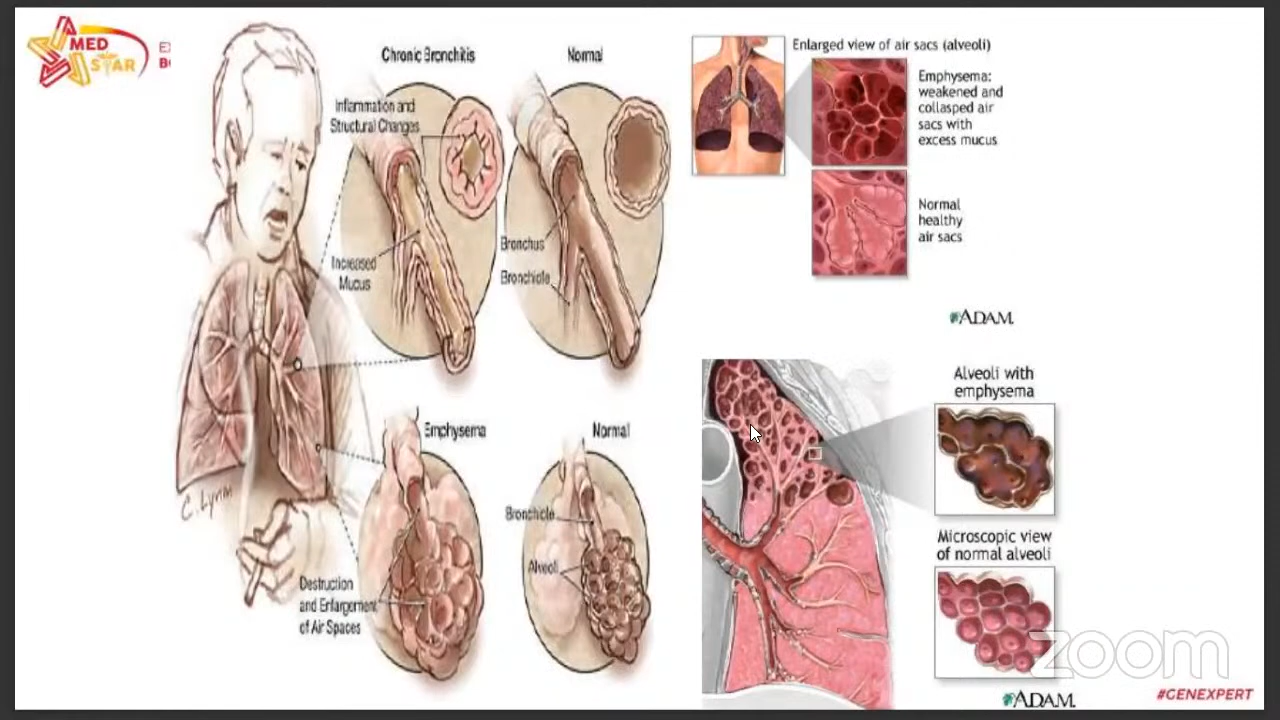 MED
STAR
Chronic Bronchitis
Normal
Inflammation and
Structural Changes
Increased
Mucus
Bronchus
Bronchiole
Emphysema
Normal
Bronchiole
Alveoli
Destruction
and Enlargement
of Air Spaces
C. Lynm
Enlarged view of air sacs (alveoli)
Emphysema:
weakened and
collasped air
sacs with
excess mucus
Normal
healthy
air sacs
ADAM.
Alveoli with
emphysema
Microscopic view
of normal alveoli
zoom
ADAM.
#GENEXPERT